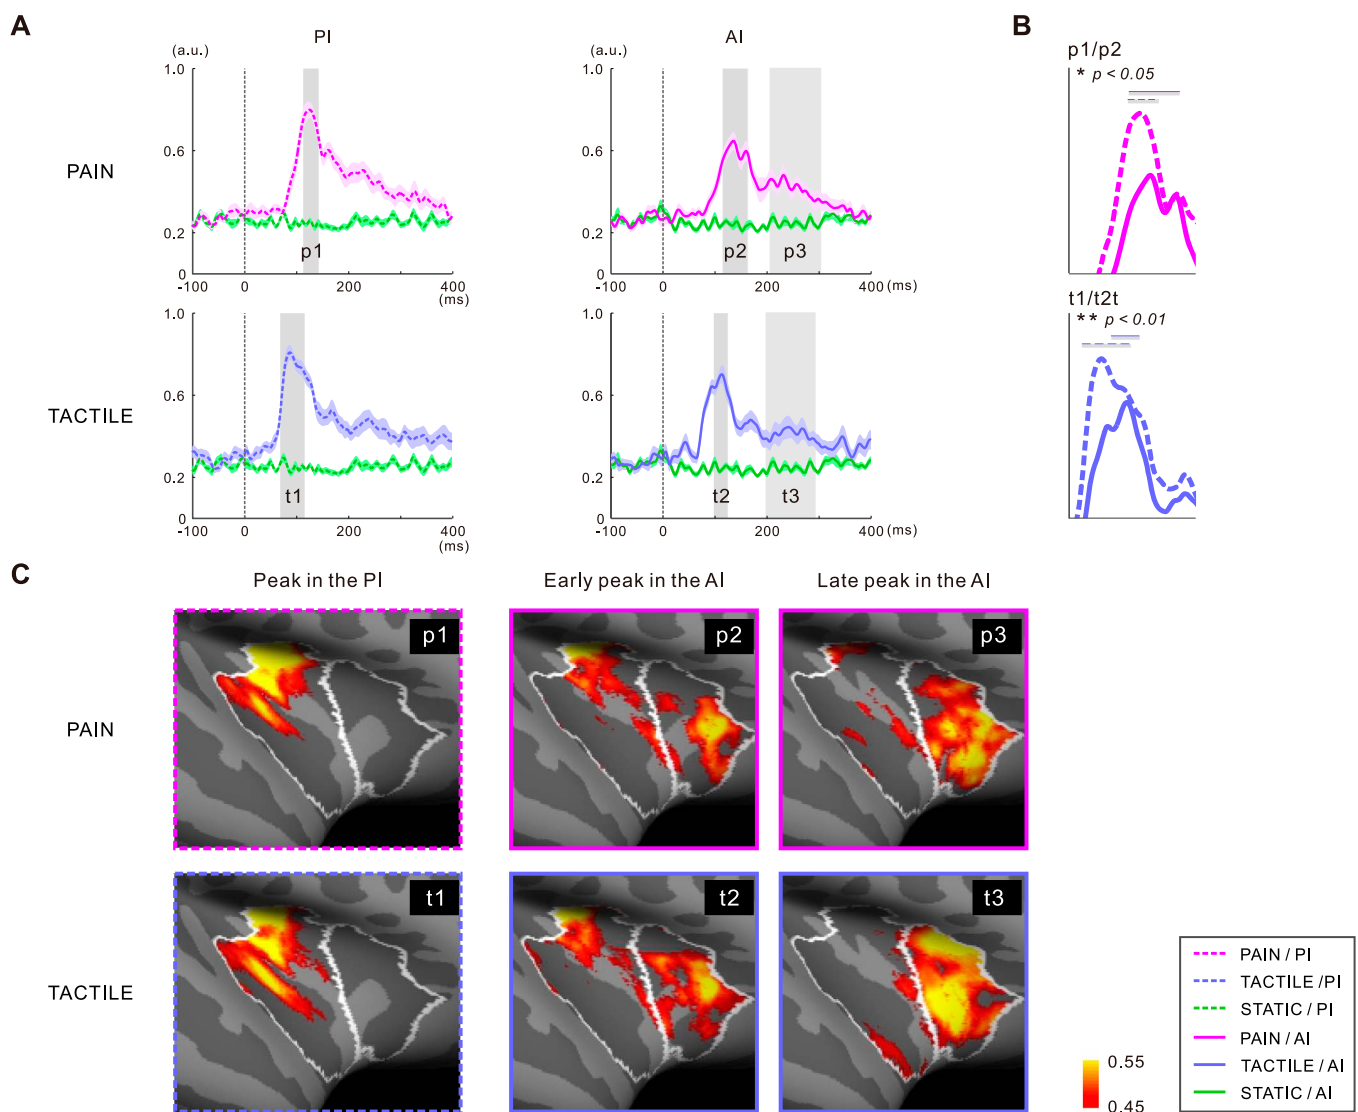 A
PI
AI
B
(a.u.)
(a.u.)
PAIN
1.0
0.6
0.2
0
p1
-100
0
200
400
(ms)
1.0
0.6
0.2
0
p2
p3
-100
0
200
400
(ms)
p1/p2
* p < 0.05
TACTILE
1.0
0.6
0.2
0
t1
-100
0
200
400
(ms)
1.0
0.6
0.2
0
t2
t3
-100
0
200
400
(ms)
t1/t2t
** p < 0.01
C
Peak in the PI
Early peak in the AI
Late peak in the AI
PAIN
p1
p2
p3
TACTILE
t1
t2
t3
0.55
0.45
PAIN / PI
TACTILE /PI
STATIC / PI
PAIN / AI
TACTILE / AI
STATIC / AI